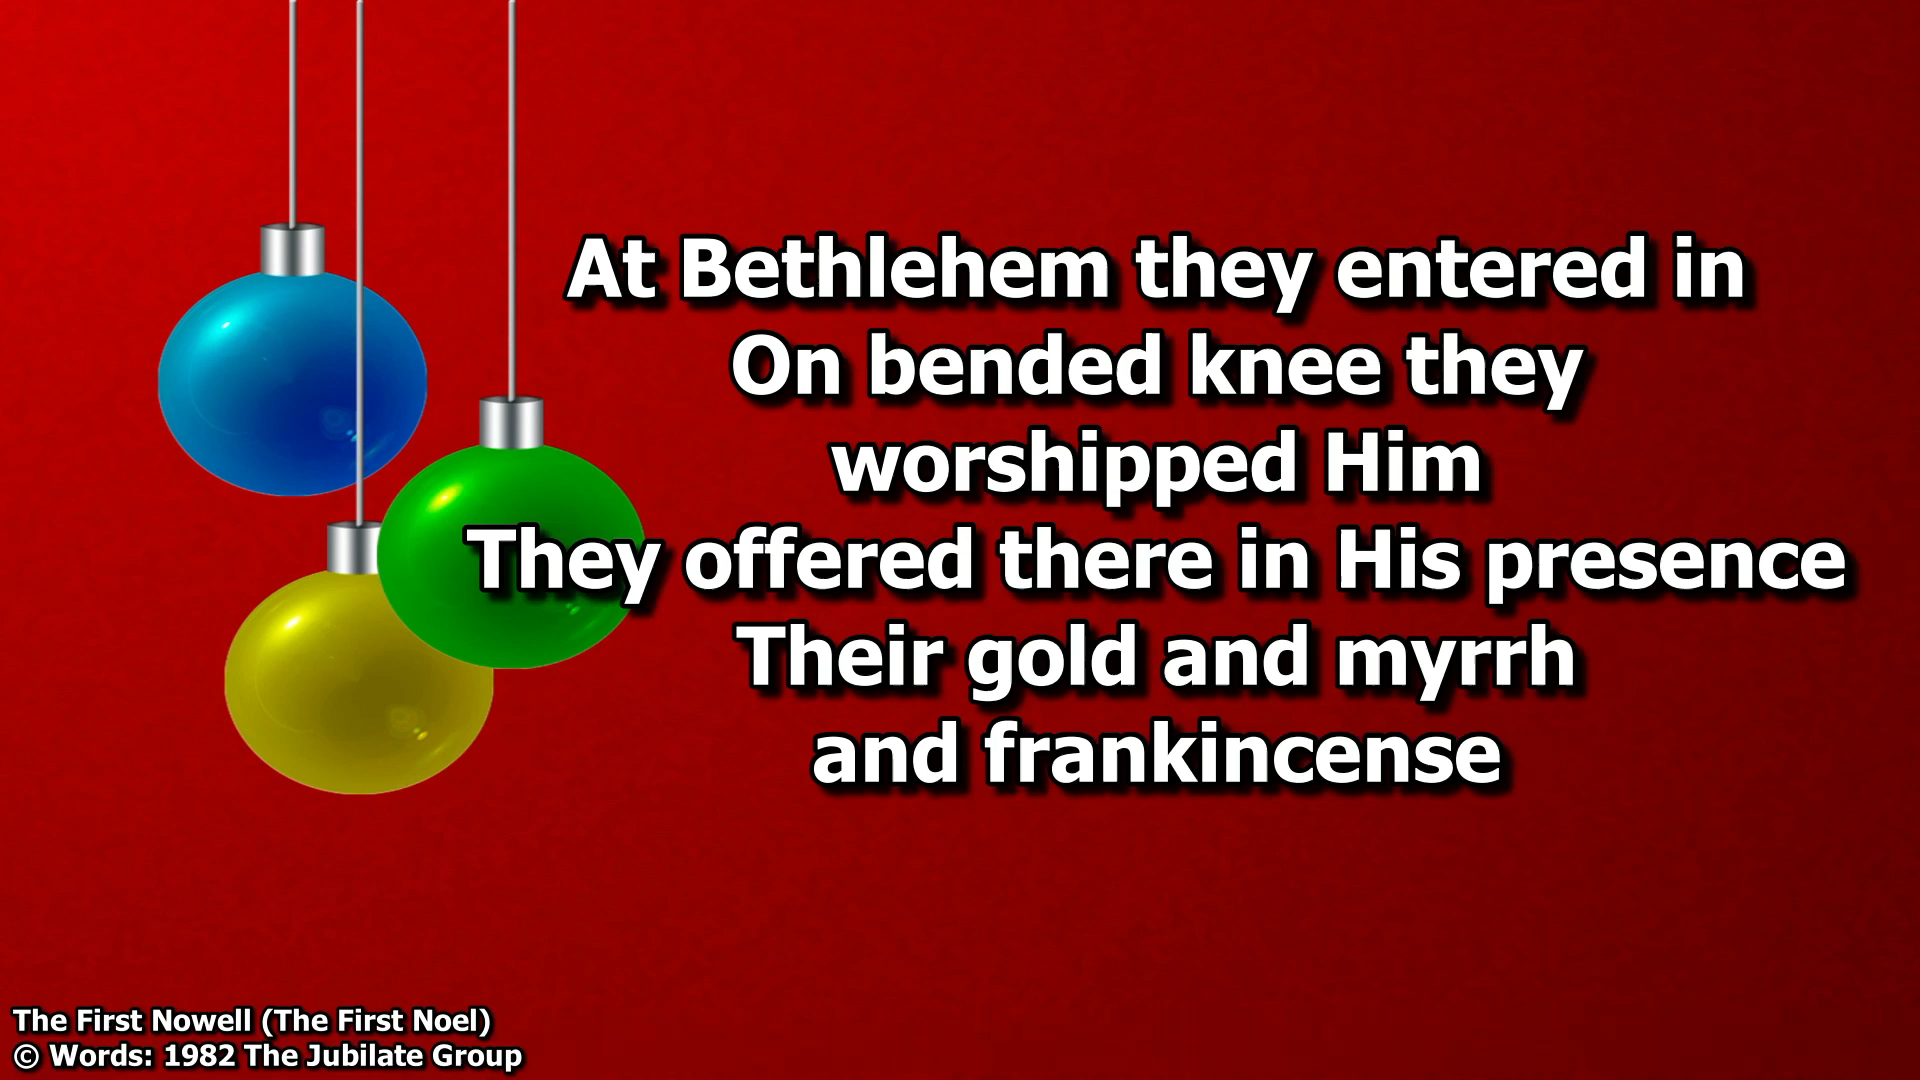 At Bethlehem they entered in
On bended knee they
worshipped Him
They offered there in His presence
Their gold and myrrh
and frankincense
The First Nowell (The First Noel)
© Words: 1982 The Jubilate Group